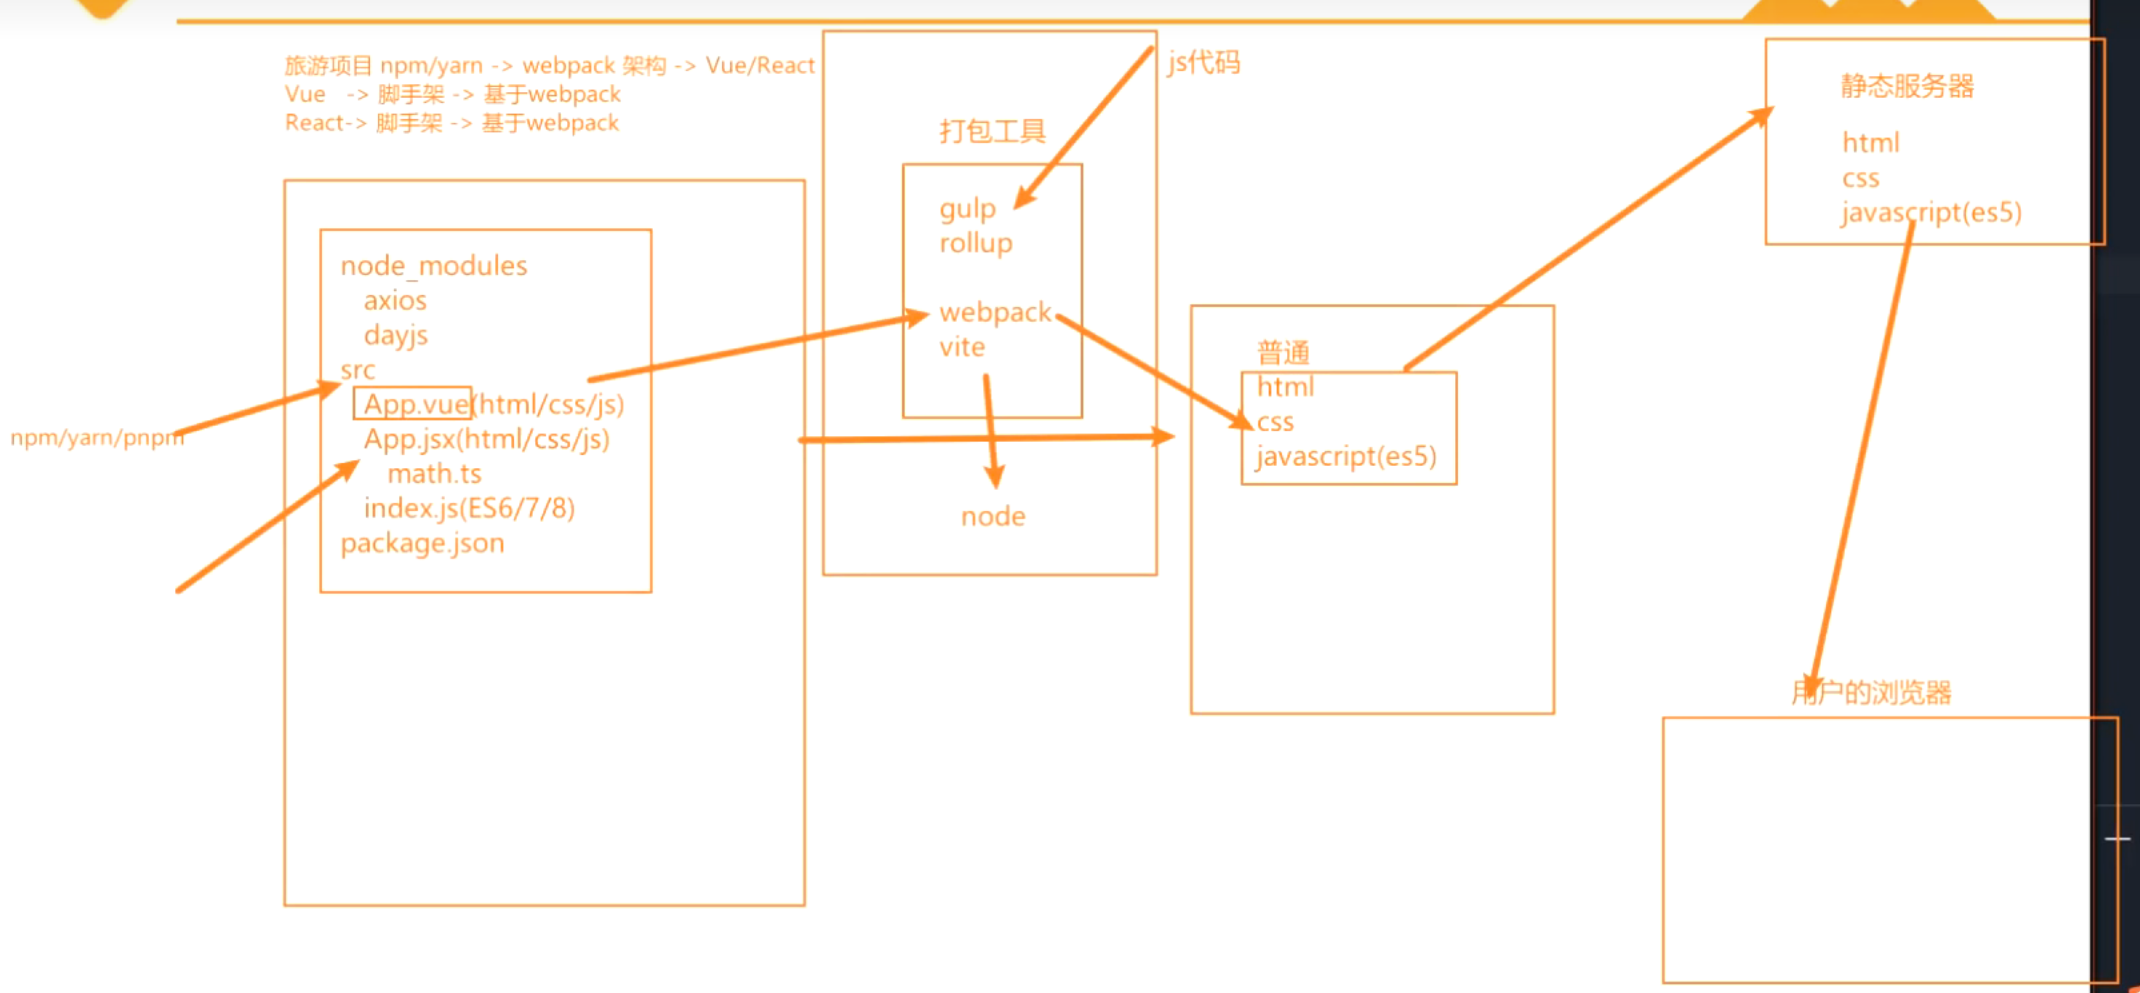 旅游项目 npm/yarn -> webpack 架构 -> Vue/React
Vue -> 脚手架 -> 基于webpack
React-> 脚手架 -> 基于webpack
npm/yarn/pnpm
node_modules
axios
dayjs
src
App.vue(html/css/js)
App.jsx(html/css/js)
math.ts
index.js(ES6/7/8)
package.json
js代码
打包工具
gulp
rollup
webpack
vite
node
普通
html
css
javascript(es5)
静态服务器
html
css
javascript(es5)
用户的浏览器